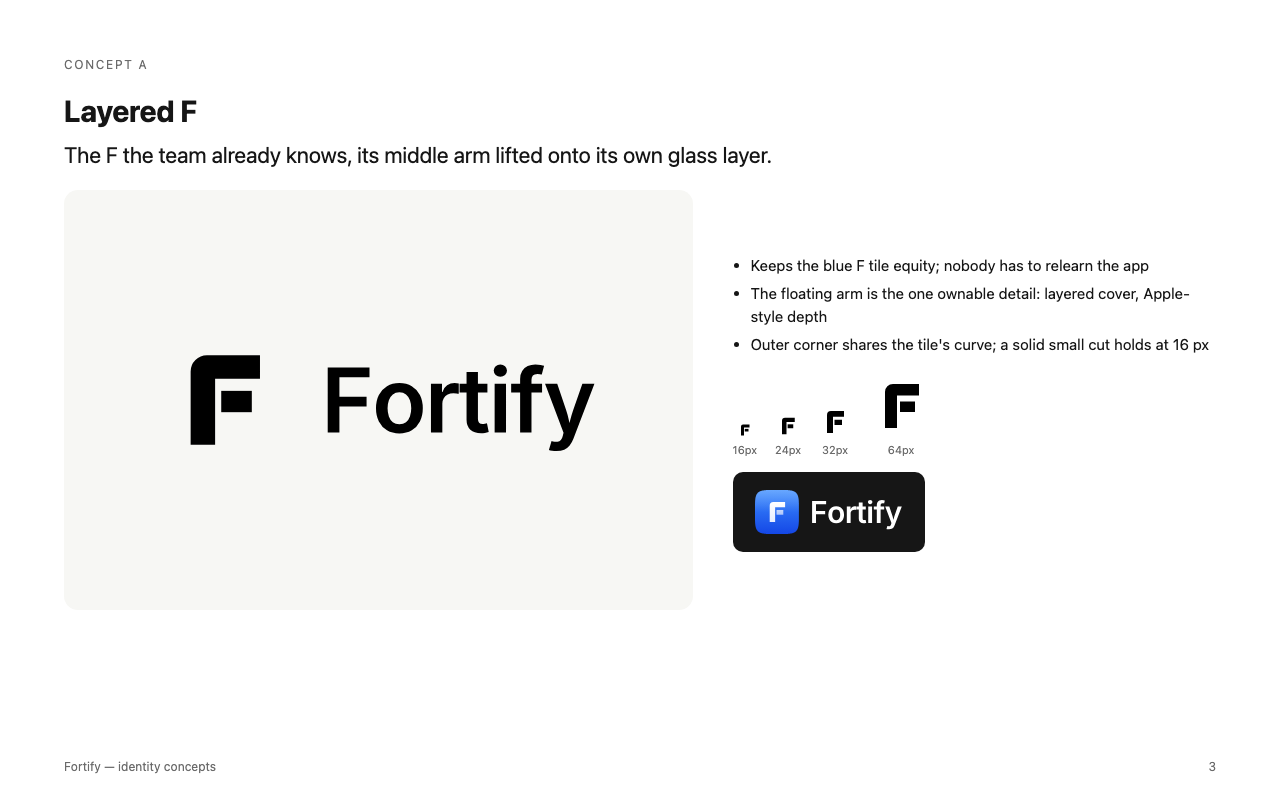 CONCEPT A
Layered F
The F the team already knows, its middle arm lifted onto its own glass layer.
Fortify
• Keeps the blue F tile equity; nobody has to relearn the app
• The floating arm is the one ownable detail: layered cover, Apple-
style depth
• Outer corner shares the tile's curve; a solid small cut holds at 16 px
16px 24px 32px 64px
Fortify
Fortify — identity concepts
3